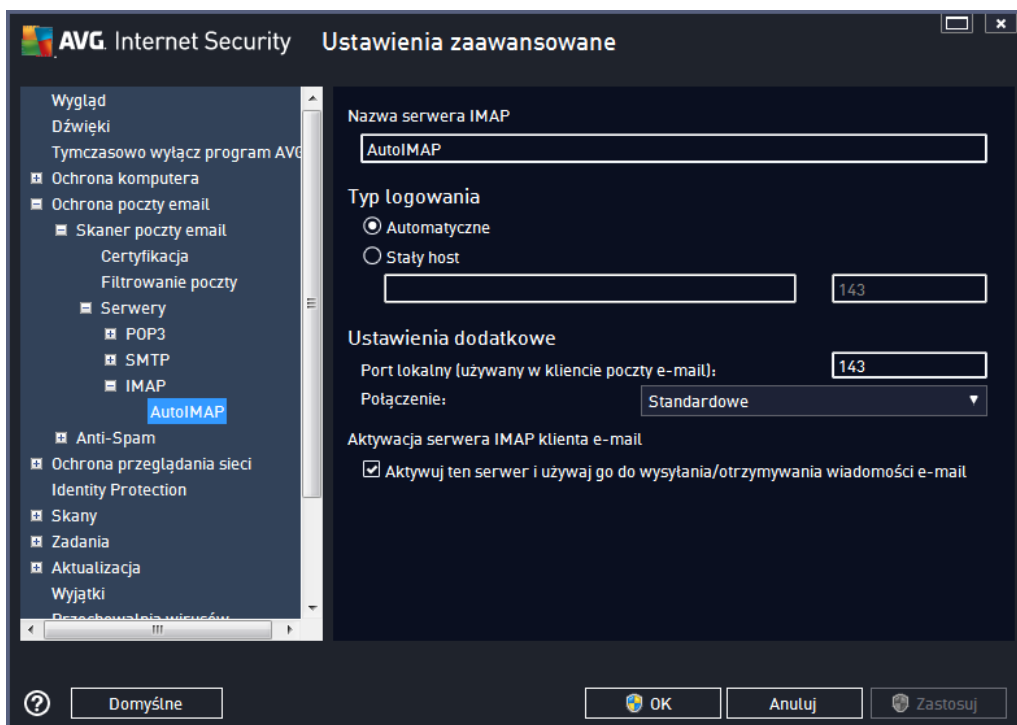 AVG. Internet Security Ustawienia zaawansowane
Wygląd
Dźwięki
Tymczasowo wyłącz program AVG
Ochrona komputera
Ochrona poczty email
Skaner poczty email
Certyfikacja
Filtrowanie poczty
Serwery
POP3
SMTP
IMAP
AutoIMAP
Anti-Spam
Ochrona przeglądania sieci
Identity Protection
Skany
Zadania
Aktualizacja
Wyjątki
Przechowalnia wirusów
Nazwa serwera IMAP
AutoIMAP
Typ logowania
Automatyczne
Stały host
143
Ustawienia dodatkowe
Port lokalny (używany w kliencie poczty e-mail): 143
Połączenie: Standardowe
Aktywacja serwera IMAP klienta e-mail
Aktywuj ten serwer i używaj go do wysyłania/otrzymywania wiadomości e-mail
Domyślne OK Anuluj Zastosuj